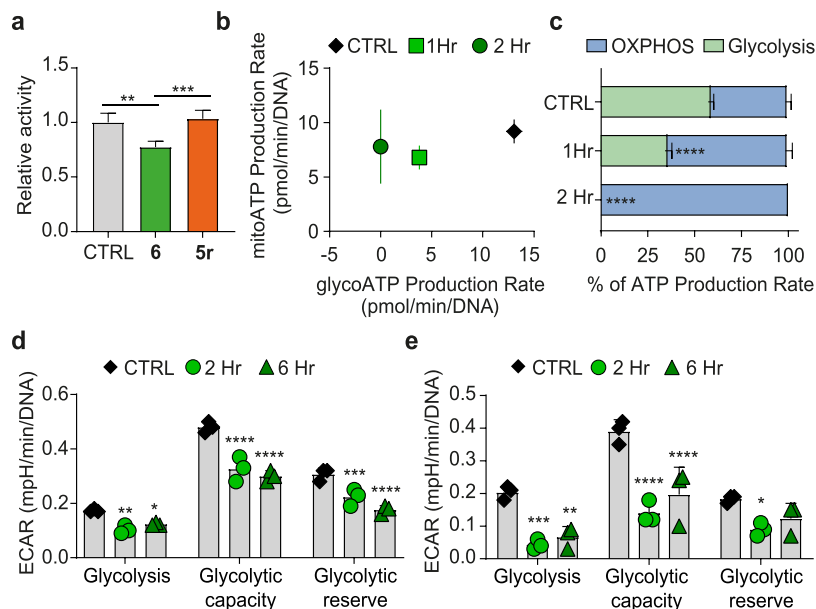 a
Relative activity
1.5
1.0
0.5
0.0
**
***
CTRL 6 5r
b
CTRL 1Hr 2 Hr
mitoATP Production Rate
(pmol/min/DNA)
15
10
5
0
-5 0 5 10 15
glycoATP Production Rate
(pmol/min/DNA)
c
OXPHOS Glycolysis
CTRL
1Hr ****
2 Hr ****
0 25 50 75 100
% of ATP Production Rate
d
CTRL 2 Hr 6 Hr
ECAR (mpH/min/DNA)
0.6
0.4
0.2
0.0
** *
**** ****
*** ****
Glycolysis
Glycolytic
capacity
Glycolytic
reserve
e
CTRL 2 Hr 6 Hr
ECAR (mpH/min/DNA)
0.5
0.4
0.3
0.2
0.1
0.0
*** **
**** ****
*
Glycolysis
Glycolytic
capacity
Glycolytic
reserve